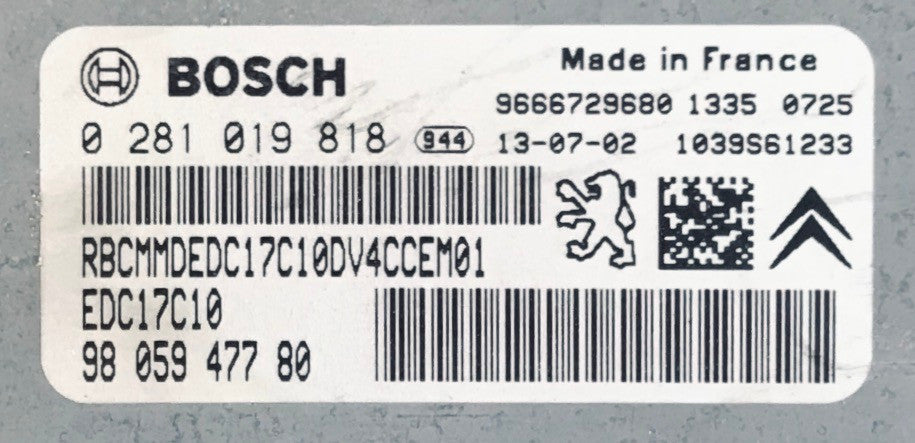 BOSCH
Made in France
9666729680 1335 0725
0 281 019 818 944 13-07-02 1039S61233
RBCMMDEDC17C10DV4CCEM01
EDC17C10
98 059 477 80